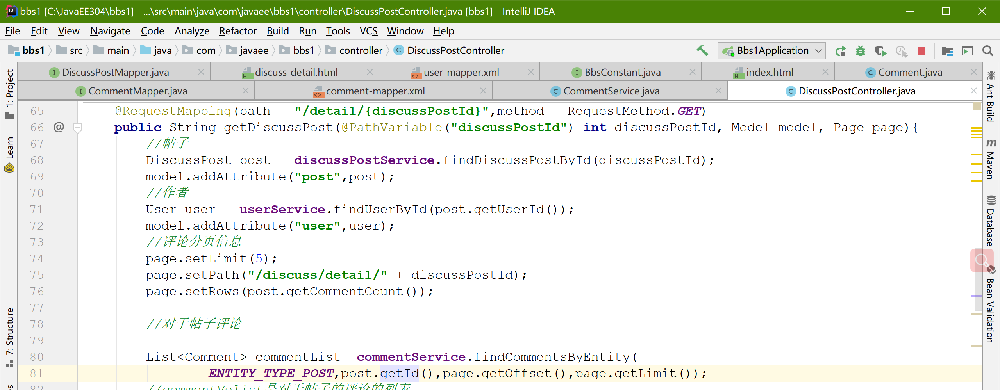 bbs1 [C:\JavaEE304\bbs1] - ...\src\main\java\com\javaee\bbs1\controller\DiscussPostController.java [bbs1] - IntelliJ IDEA
File Edit View Navigate Code Analyze Refactor Build Run Tools VCS Window Help
bbs1 src main java com javaee bbs1 controller DiscussPostController Bbs1Application
DiscussPostMapper.java discuss-detail.html user-mapper.xml BbsConstant.java index.html Comment.java
CommentMapper.java comment-mapper.xml CommentService.java DiscussPostController.java
1: Project
Learn
7: Structure
65 @RequestMapping(path = "/detail/{discussPostId}",method = RequestMethod.GET)
66 @ public String getDiscussPost(@PathVariable("discussPostId") int discussPostId, Model model, Page page){
67 //帖子
68 DiscussPost post = discussPostService.findDiscussPostById(discussPostId);
69 model.addAttribute("post",post);
70 //作者
71 User user = userService.findUserById(post.getUserId());
72 model.addAttribute("user",user);
73 //评论分页信息
74 page.setLimit(5);
75 page.setPath("/discuss/detail/" + discussPostId);
76 page.setRows(post.getCommentCount());
77
78 //对于帖子评论
79
80 List<Comment> commentList= commentService.findCommentsByEntity(
81 ENTITY_TYPE_POST,post.getId(),page.getOffset(),page.getLimit());
82 //commentVolist是对于帖子的评论的列表
Ant Build
Maven
Database
Bean Validation